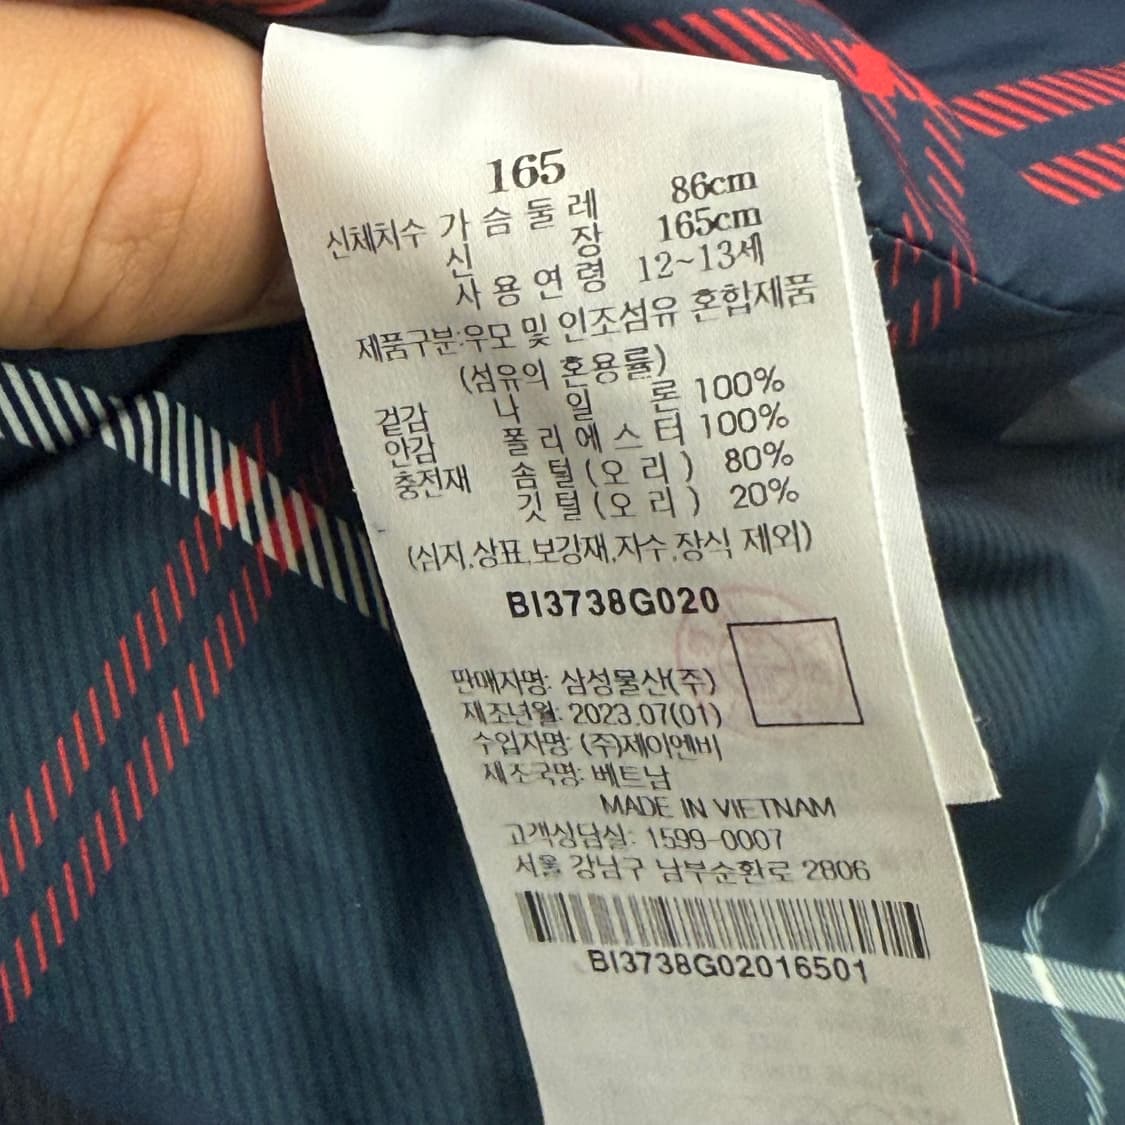 165
신체치수 가슴둘레 86cm
신장 165cm
사용연령 12~13세
제품구분:우모 및 인조섬유 혼합제품
(섬유의 혼용률)
겉감 나일론 100%
안감 폴리에스터 100%
충전재 솜털(오리) 80%
깃털(오리) 20%
(심지,상표,보강재,자수,장식 제외)
BI3738G020
판매자명: 삼성물산(주)
제조년월: 2023.07(01)
수입자명: (주)제이엔비
제조국명: 베트남
MADE IN VIETNAM
고객상담실: 1599-0007
서울 강남구 남부순환로 2806
BI3738G02016501